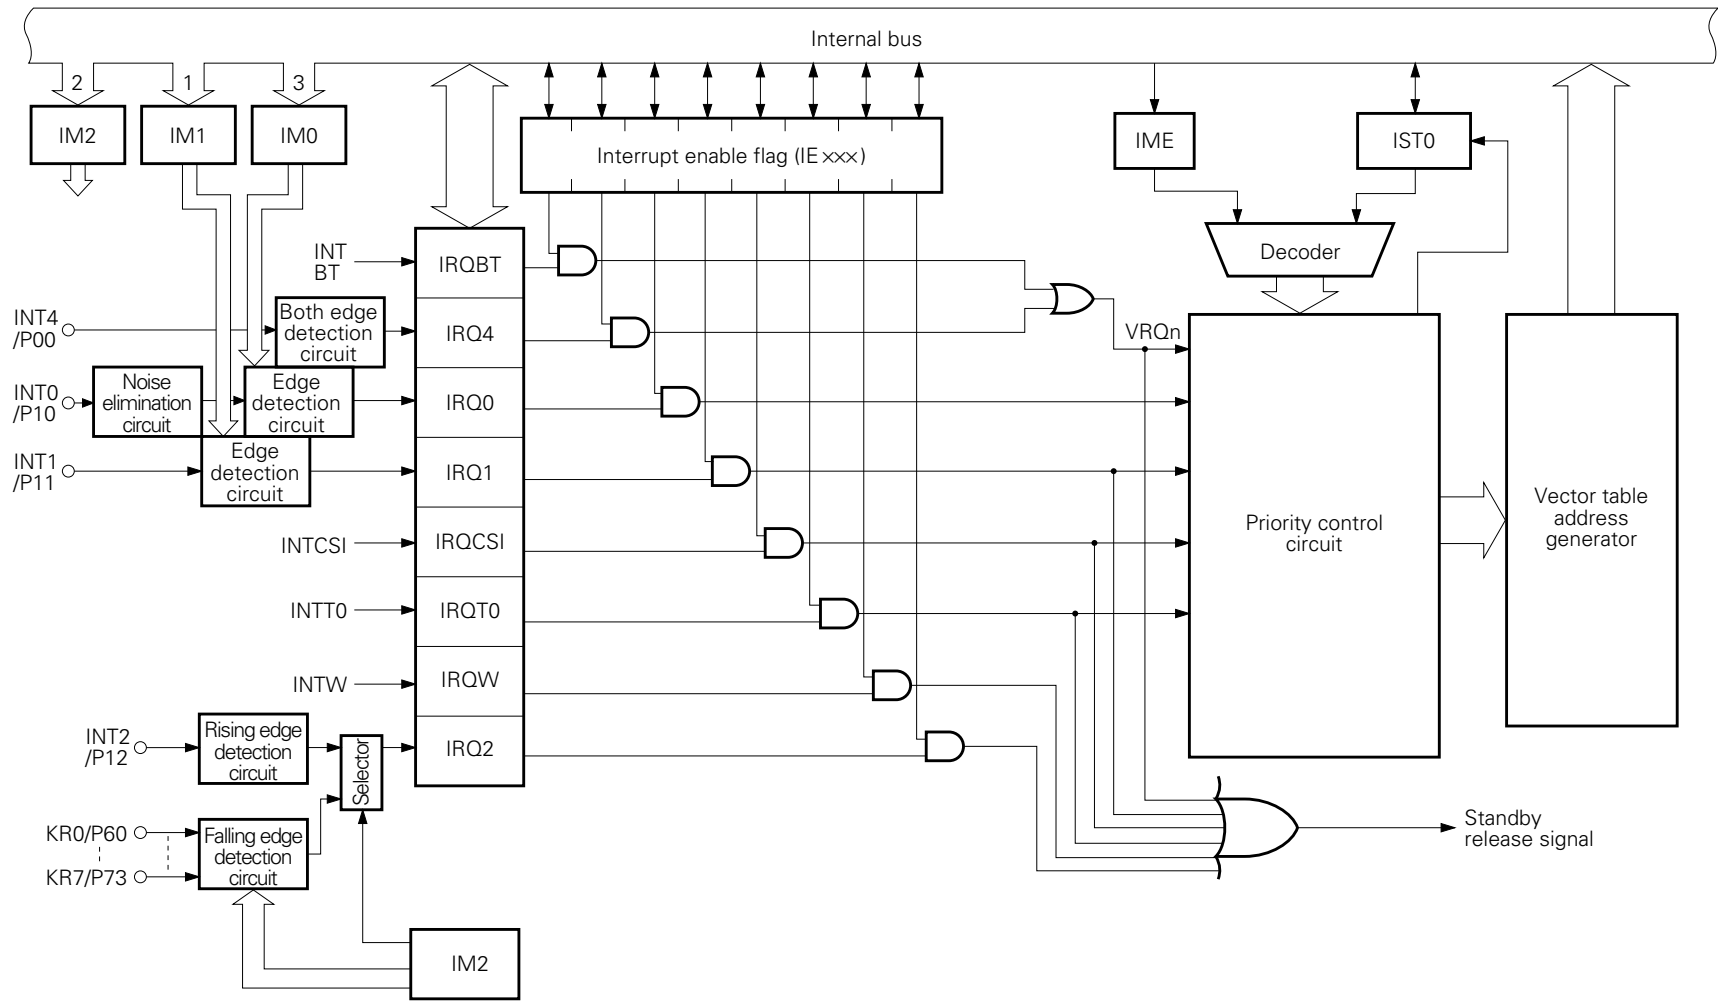 Internal bus
2
1
3
IM2
IM1
IM0
Interrupt enable flag (IE×××)
IME
IST0
Decoder
INT
BT
IRQBT
INT4
/P00
Both edge
detection
circuit
IRQ4
VRQn
INT0
/P10
Noise
elimination
circuit
Edge
detection
circuit
IRQ0
INT1
/P11
Edge
detection
circuit
IRQ1
INTCSI
IRQCSI
Priority control
circuit
Vector table
address
generator
INTT0
IRQT0
INTW
IRQW
INT2
/P12
Rising edge
detection
circuit
Selector
IRQ2
KR0/P60
KR7/P73
Falling edge
detection
circuit
Standby
release signal
IM2